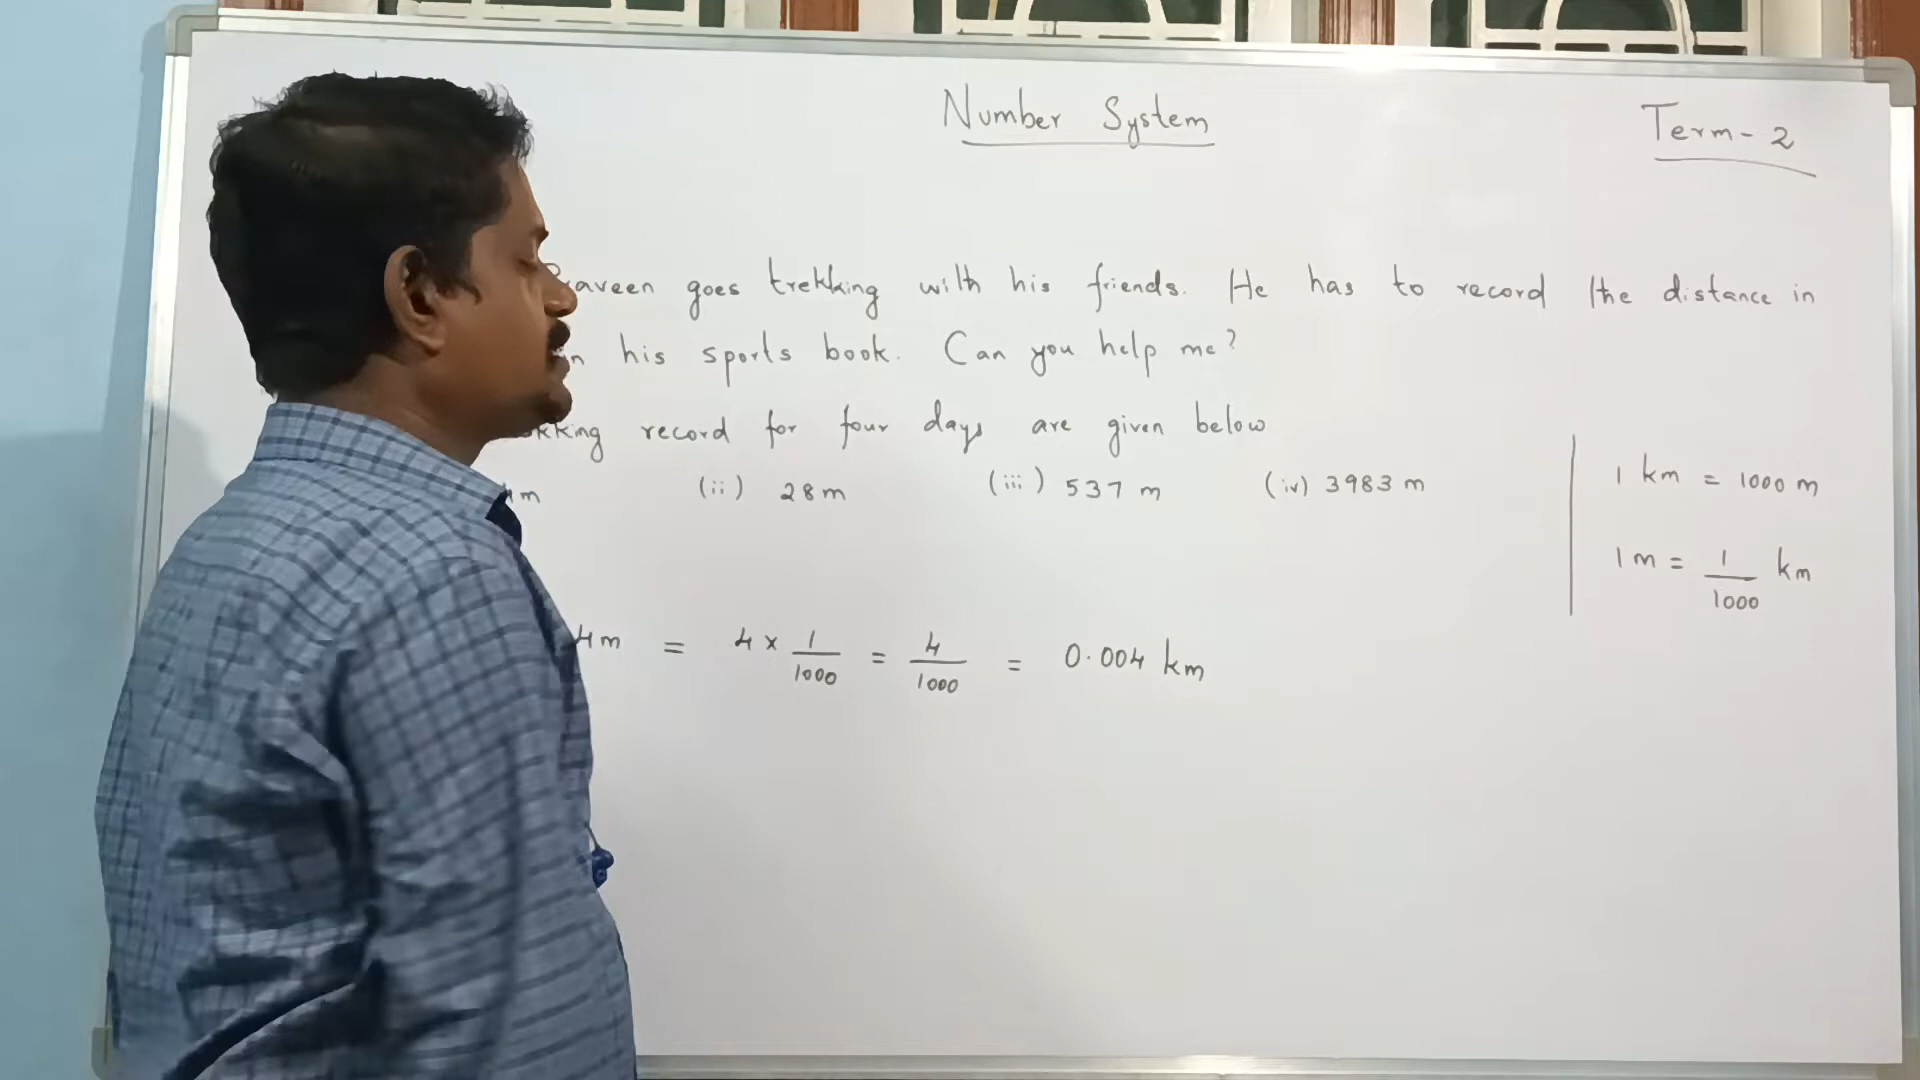 Number System
Term - 2
goes trekking with his friends. He has to record the distance in
his sports book. Can you help me?
record for four days are given below
(ii) 28 m (iii) 537 m (iv) 3983 m
1 km = 1000 m
1 m = 1/1000 km
4m = 4 × 1/1000 = 4/1000 = 0.004 km